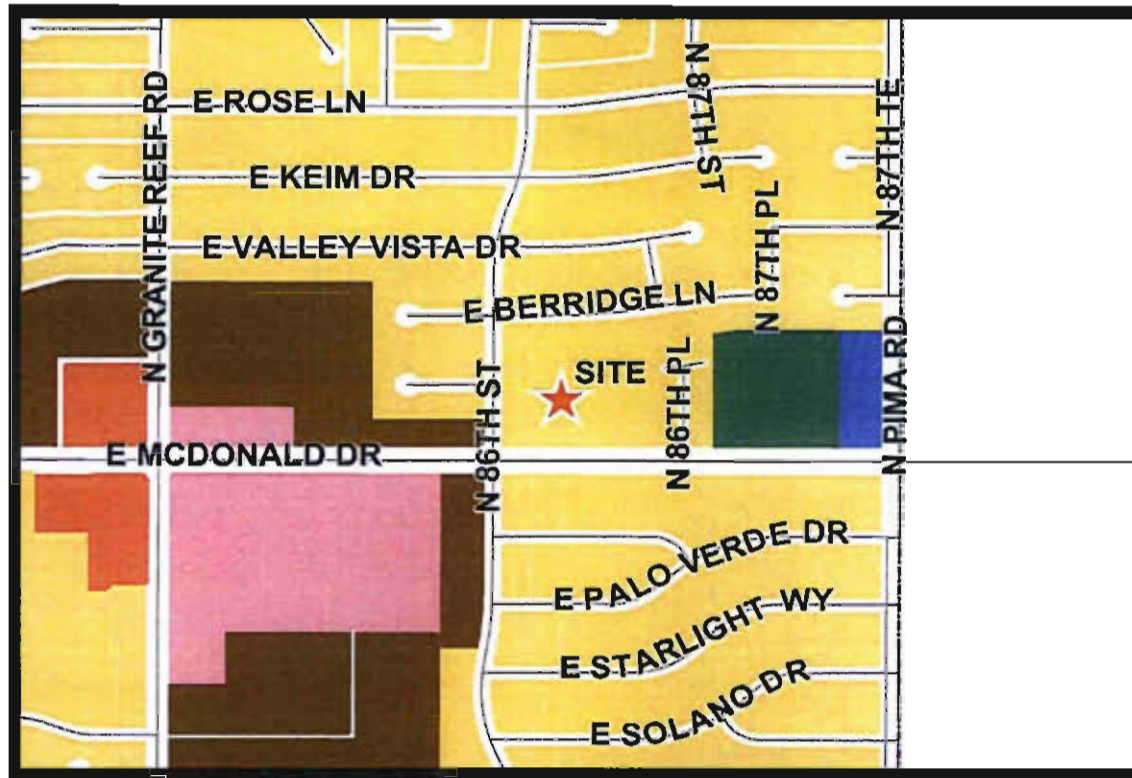 N GRANITE REEF RD
E ROSE LN
N 87TH ST
N 87TH TE
E KEIM DR
E VALLEY VISTA DR
N 87TH PL
E BERRIDGE LN
SITE
N 86TH ST
N 86TH PL
N PIMA RD
E MCDONALD DR
E PALO VERDE DR
E STARLIGHT WY
E SOLANO DR